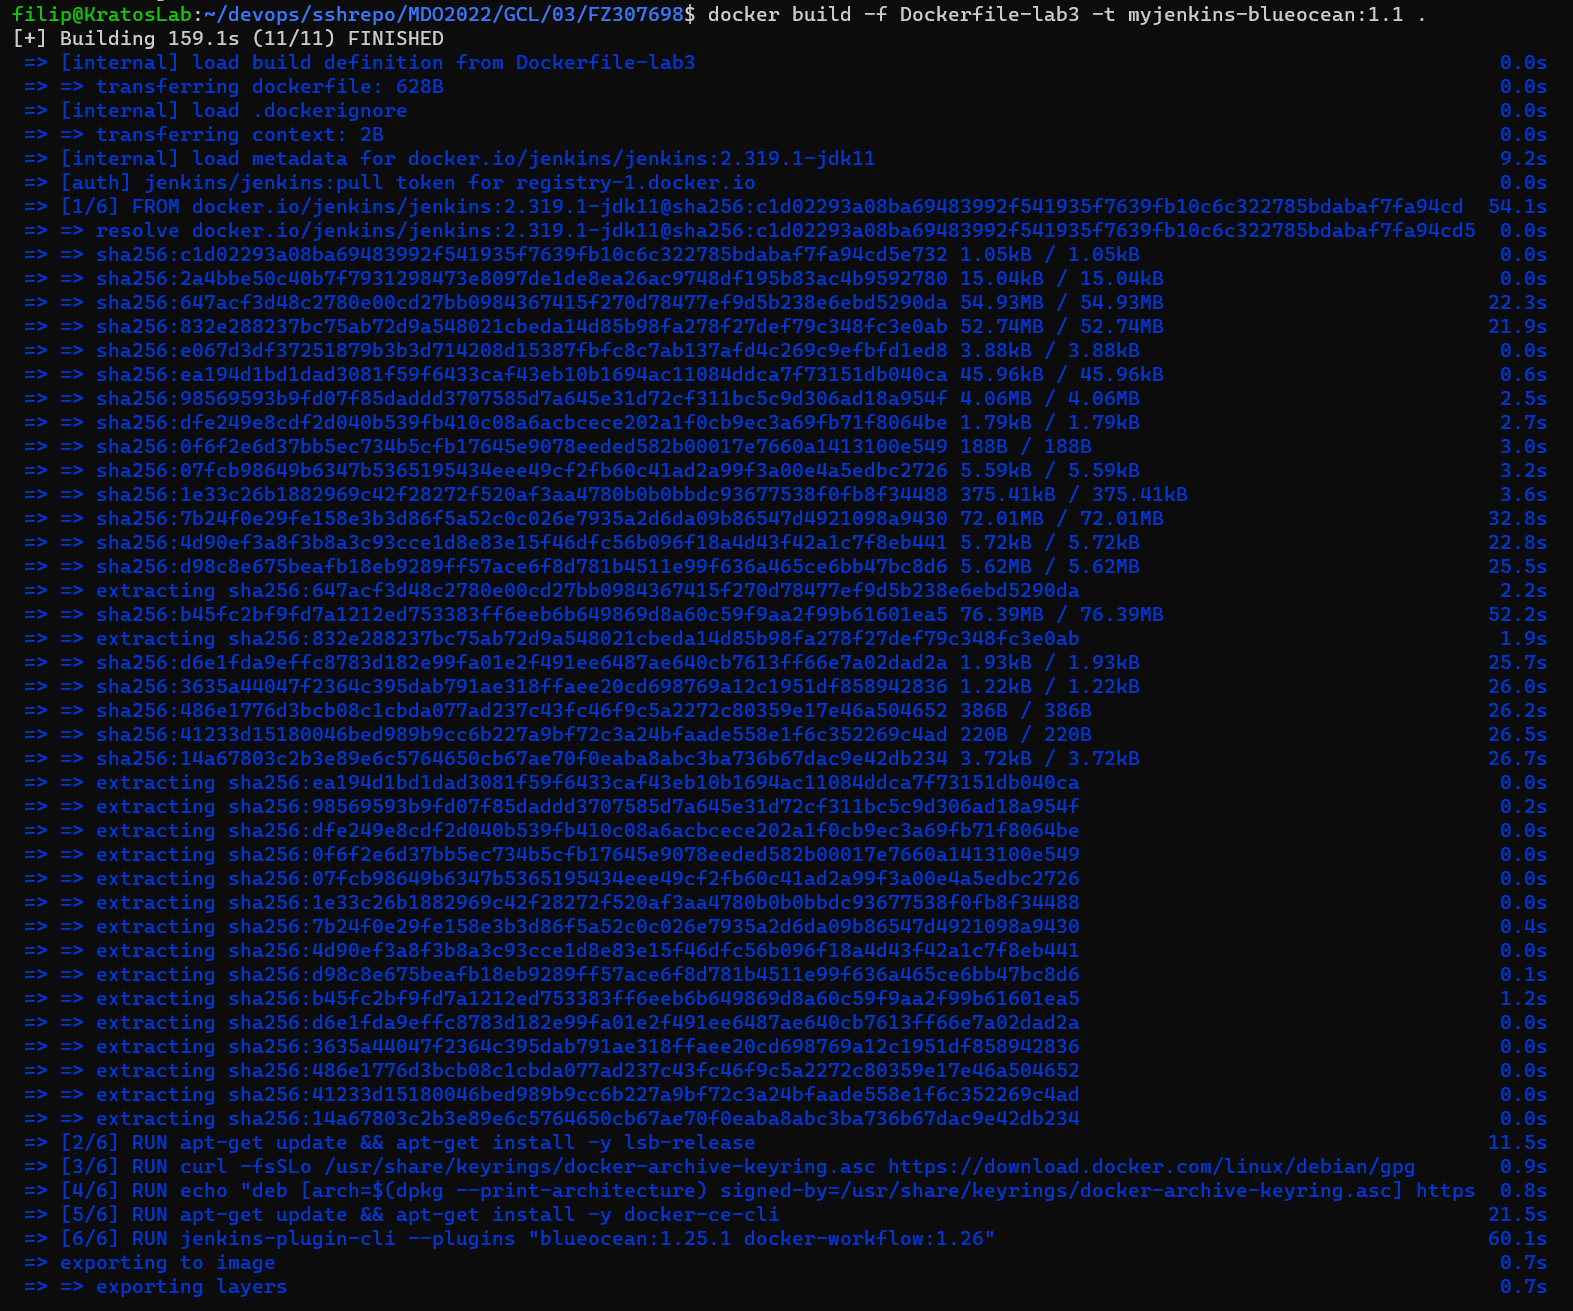 filip@KratosLab:~/devops/sshrepo/MDO2022/GCL/03/FZ307698$ docker build -f Dockerfile-lab3 -t myjenkins-blueocean:1.1 .
[+] Building 159.1s (11/11) FINISHED
=> [internal] load build definition from Dockerfile-lab3 0.0s
=> => transferring dockerfile: 628B 0.0s
=> [internal] load .dockerignore 0.0s
=> => transferring context: 2B 0.0s
=> [internal] load metadata for docker.io/jenkins/jenkins:2.319.1-jdk11 9.2s
=> [auth] jenkins/jenkins:pull token for registry-1.docker.io 0.0s
=> [1/6] FROM docker.io/jenkins/jenkins:2.319.1-jdk11@sha256:c1d02293a08ba69483992f541935f7639fb10c6c322785bdabaf7fa94cd 54.1s
=> => resolve docker.io/jenkins/jenkins:2.319.1-jdk11@sha256:c1d02293a08ba69483992f541935f7639fb10c6c322785bdabaf7fa94cd5 0.0s
=> => sha256:c1d02293a08ba69483992f541935f7639fb10c6c322785bdabaf7fa94cd5e732 1.05kB / 1.05kB 0.0s
=> => sha256:2a4bbe50c40b7f7931298473e8097de1de8ea26ac9748df195b83ac4b9592780 15.04kB / 15.04kB 0.0s
=> => sha256:647acf3d48c2780e00cd27bb0984367415f270d78477ef9d5b238e6ebd5290da 54.93MB / 54.93MB 22.3s
=> => sha256:832e288237bc75ab72d9a548021cbeda14d85b98fa278f27def79c348fc3e0ab 52.74MB / 52.74MB 21.9s
=> => sha256:e067d3df37251879b3b3d714208d15387fbfc8c7ab137afd4c269c9efbfd1ed8 3.88kB / 3.88kB 0.0s
=> => sha256:ea194d1bd1dad3081f59f6433caf43eb10b1694ac11084ddca7f73151db040ca 45.96kB / 45.96kB 0.6s
=> => sha256:98569593b9fd07f85daddd3707585d7a645e31d72cf311bc5c9d306ad18a954f 4.06MB / 4.06MB 2.5s
=> => sha256:dfe249e8cdf2d040b539fb410c08a6acbcece202a1f0cb9ec3a69fb71f8064be 1.79kB / 1.79kB 2.7s
=> => sha256:0f6f2e6d37bb5ec734b5cfb17645e9078eeded582b00017e7660a1413100e549 188B / 188B 3.0s
=> => sha256:07fcb98649b6347b5365195434eee49cf2fb60c41ad2a99f3a00e4a5edbc2726 5.59kB / 5.59kB 3.2s
=> => sha256:1e33c26b1882969c42f28272f520af3aa4780b0b0bbdc93677538f0fb8f34488 375.41kB / 375.41kB 3.6s
=> => sha256:7b24f0e29fe158e3b3d86f5a52c0c026e7935a2d6da09b86547d4921098a9430 72.01MB / 72.01MB 32.8s
=> => sha256:4d90ef3a8f3b8a3c93cce1d8e83e15f46dfc56b096f18a4d43f42a1c7f8eb441 5.72kB / 5.72kB 22.8s
=> => sha256:d98c8e675beafb18eb9289ff57ace6f8d781b4511e99f636a465ce6bb47bc8d6 5.62MB / 5.62MB 25.5s
=> => extracting sha256:647acf3d48c2780e00cd27bb0984367415f270d78477ef9d5b238e6ebd5290da 2.2s
=> => sha256:b45fc2bf9fd7a1212ed753383ff6eeb6b649869d8a60c59f9aa2f99b61601ea5 76.39MB / 76.39MB 52.2s
=> => extracting sha256:832e288237bc75ab72d9a548021cbeda14d85b98fa278f27def79c348fc3e0ab 1.9s
=> => sha256:d6e1fda9effc8783d182e99fa01e2f491ee6487ae640cb7613ff66e7a02dad2a 1.93kB / 1.93kB 25.7s
=> => sha256:3635a44047f2364c395dab791ae318ffaee20cd698769a12c1951df858942836 1.22kB / 1.22kB 26.0s
=> => sha256:486e1776d3bcb08c1cbda077ad237c43fc46f9c5a2272c80359e17e46a504652 386B / 386B 26.2s
=> => sha256:41233d15180046bed989b9cc6b227a9bf72c3a24bfaade558e1f6c352269c4ad 220B / 220B 26.5s
=> => sha256:14a67803c2b3e89e6c5764650cb67ae70f0eaba8abc3ba736b67dac9e42db234 3.72kB / 3.72kB 26.7s
=> => extracting sha256:ea194d1bd1dad3081f59f6433caf43eb10b1694ac11084ddca7f73151db040ca 0.0s
=> => extracting sha256:98569593b9fd07f85daddd3707585d7a645e31d72cf311bc5c9d306ad18a954f 0.2s
=> => extracting sha256:dfe249e8cdf2d040b539fb410c08a6acbcece202a1f0cb9ec3a69fb71f8064be 0.0s
=> => extracting sha256:0f6f2e6d37bb5ec734b5cfb17645e9078eeded582b00017e7660a1413100e549 0.0s
=> => extracting sha256:07fcb98649b6347b5365195434eee49cf2fb60c41ad2a99f3a00e4a5edbc2726 0.0s
=> => extracting sha256:1e33c26b1882969c42f28272f520af3aa4780b0b0bbdc93677538f0fb8f34488 0.0s
=> => extracting sha256:7b24f0e29fe158e3b3d86f5a52c0c026e7935a2d6da09b86547d4921098a9430 0.4s
=> => extracting sha256:4d90ef3a8f3b8a3c93cce1d8e83e15f46dfc56b096f18a4d43f42a1c7f8eb441 0.0s
=> => extracting sha256:d98c8e675beafb18eb9289ff57ace6f8d781b4511e99f636a465ce6bb47bc8d6 0.1s
=> => extracting sha256:b45fc2bf9fd7a1212ed753383ff6eeb6b649869d8a60c59f9aa2f99b61601ea5 1.2s
=> => extracting sha256:d6e1fda9effc8783d182e99fa01e2f491ee6487ae640cb7613ff66e7a02dad2a 0.0s
=> => extracting sha256:3635a44047f2364c395dab791ae318ffaee20cd698769a12c1951df858942836 0.0s
=> => extracting sha256:486e1776d3bcb08c1cbda077ad237c43fc46f9c5a2272c80359e17e46a504652 0.0s
=> => extracting sha256:41233d15180046bed989b9cc6b227a9bf72c3a24bfaade558e1f6c352269c4ad 0.0s
=> => extracting sha256:14a67803c2b3e89e6c5764650cb67ae70f0eaba8abc3ba736b67dac9e42db234 0.0s
=> [2/6] RUN apt-get update && apt-get install -y lsb-release 11.5s
=> [3/6] RUN curl -fsSLo /usr/share/keyrings/docker-archive-keyring.asc https://download.docker.com/linux/debian/gpg 0.9s
=> [4/6] RUN echo "deb [arch=$(dpkg --print-architecture) signed-by=/usr/share/keyrings/docker-archive-keyring.asc] https 0.8s
=> [5/6] RUN apt-get update && apt-get install -y docker-ce-cli 21.5s
=> [6/6] RUN jenkins-plugin-cli --plugins "blueocean:1.25.1 docker-workflow:1.26" 60.1s
=> exporting to image 0.7s
=> => exporting layers 0.7s